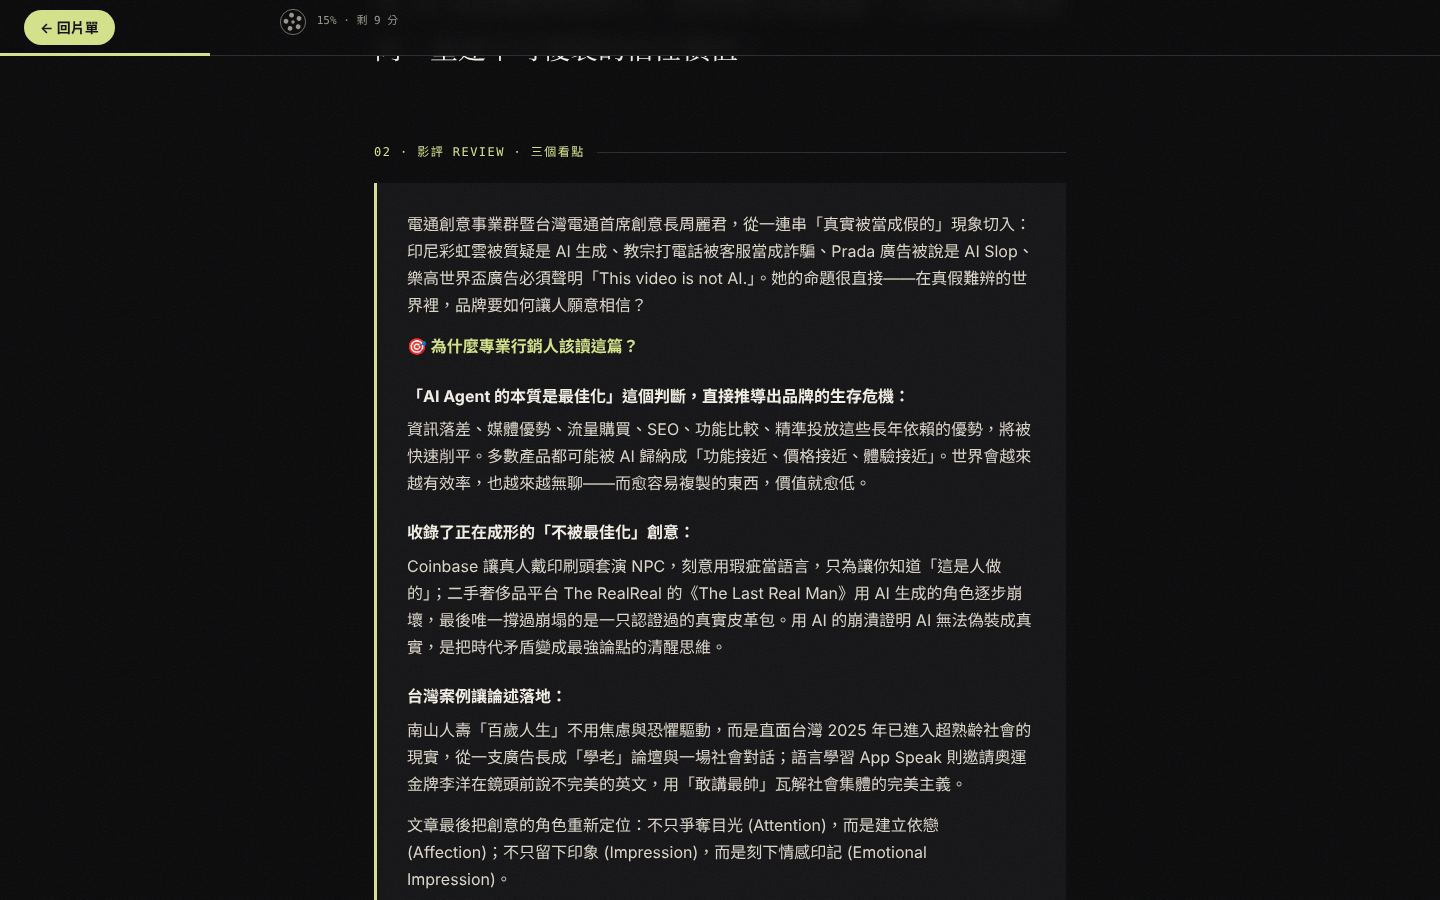 ← 回片單
15% · 剩 9 分
02 · 影評 REVIEW · 三個看點
電通創意事業群暨台灣電通首席創意長周麗君，從一連串「真實被當成假的」現象切入：
印尼彩虹雲被質疑是 AI 生成、教宗打電話被客服當成詐騙、Prada 廣告被說是 AI Slop、
樂高世界盃廣告必須聲明「This video is not AI.」。她的命題很直接——在真假難辨的世
界裡，品牌要如何讓人願意相信？
🎯 為什麼專業行銷人該讀這篇？
「AI Agent 的本質是最佳化」這個判斷，直接推導出品牌的生存危機：
資訊落差、媒體優勢、流量購買、SEO、功能比較、精準投放這些長年依賴的優勢，將被
快速削平。多數產品都可能被 AI 歸納成「功能接近、價格接近、體驗接近」。世界會越來
越有效率，也越來越無聊——而愈容易複製的東西，價值就愈低。
收錄了正在成形的「不被最佳化」創意：
Coinbase 讓真人戴印刷頭套演 NPC，刻意用瑕疵當語言，只為讓你知道「這是人做
的」；二手奢侈品平台 The RealReal 的《The Last Real Man》用 AI 生成的角色逐步崩
壞，最後唯一撐過崩塌的是一只認證過的真實皮革包。用 AI 的崩潰證明 AI 無法偽裝成真
實，是把時代矛盾變成最強論點的清醒思維。
台灣案例讓論述落地：
南山人壽「百歲人生」不用焦慮與恐懼驅動，而是直面台灣 2025 年已進入超熟齡社會的
現實，從一支廣告長成「學老」論壇與一場社會對話；語言學習 App Speak 則邀請奧運
金牌李洋在鏡頭前說不完美的英文，用「敢講最帥」瓦解社會集體的完美主義。
文章最後把創意的角色重新定位：不只爭奪目光 (Attention)，而是建立依戀
(Affection)；不只留下印象 (Impression)，而是刻下情感印記 (Emotional
Impression)。